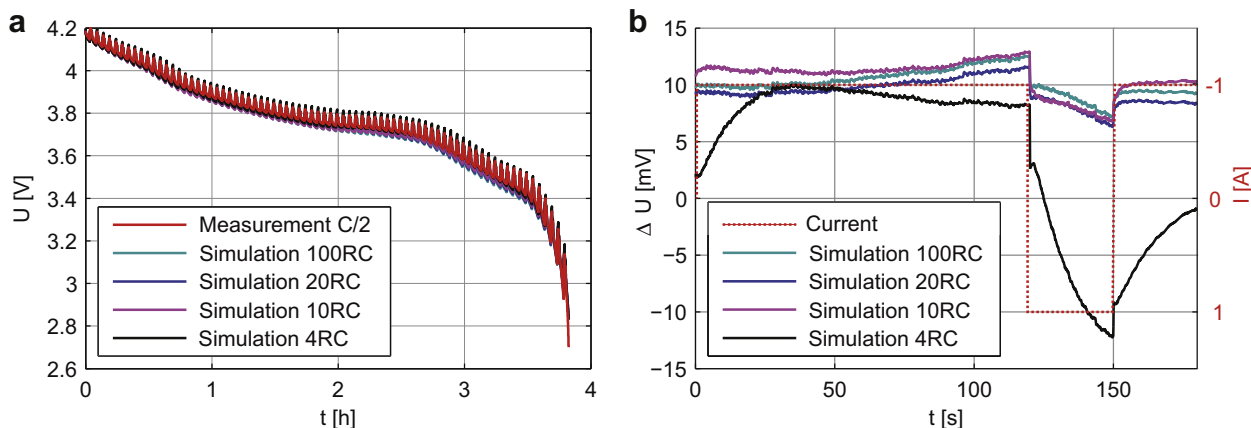 a
4.2
4
3.8
3.6
3.4
3.2
3
2.8
2.6
U [V]
0
1
2
3
4
t [h]
Measurement C/2
Simulation 100RC
Simulation 20RC
Simulation 10RC
Simulation 4RC
b
15
10
5
0
−5
−10
−15
Δ U [mV]
0
50
100
150
t [s]
-1
0
1
I [A]
Current
Simulation 100RC
Simulation 20RC
Simulation 10RC
Simulation 4RC